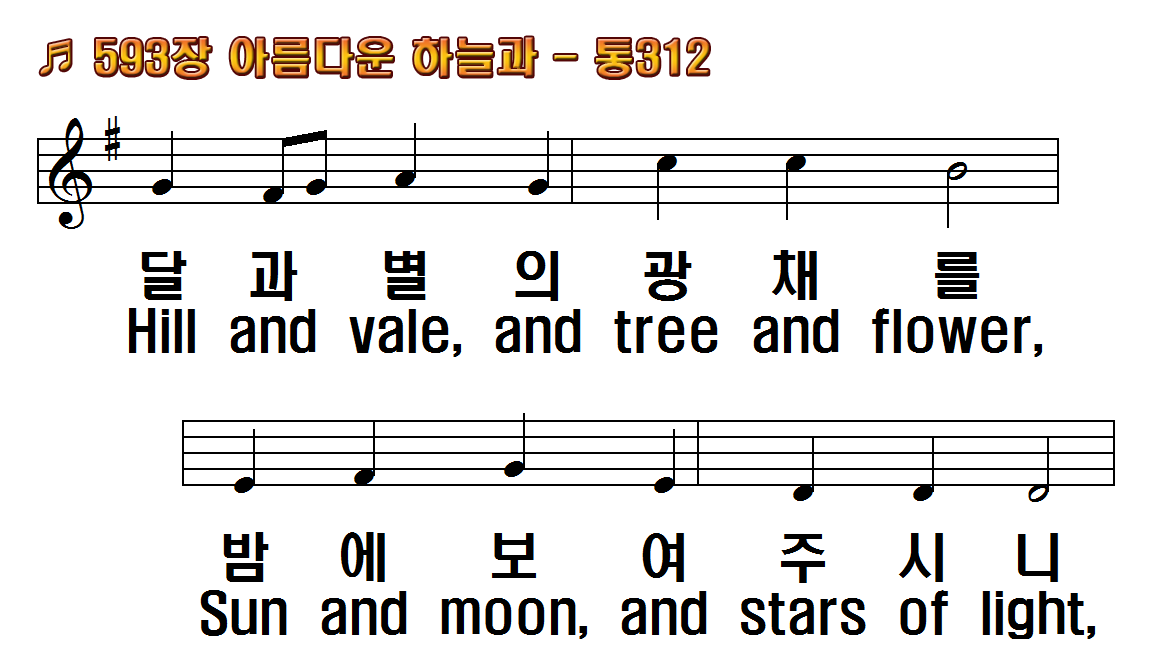 ♬ 593장 아름다운 하늘과 - 통312
달 과 별 의 광 채 를
Hill and vale, and tree and flower,
밤 에 보 여 주 시 니
Sun and moon, and stars of light,